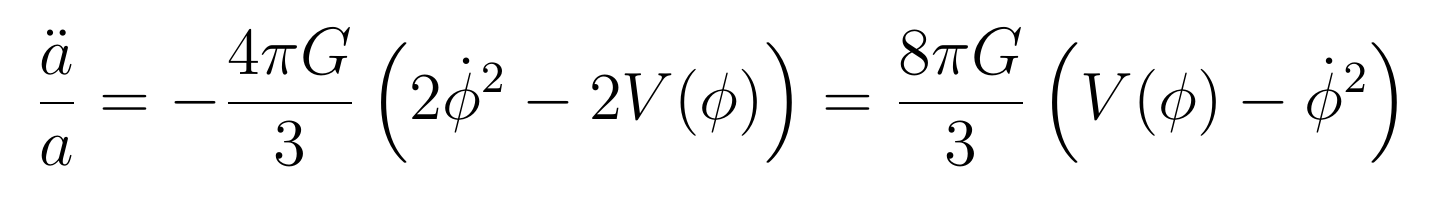 \frac{\ddot{a}}{a} = -\frac{4\pi G}{3} \left( 2\dot{\phi}^2 - 2V(\phi) \right) = \frac{8\pi G}{3} \left( V(\phi) - \dot{\phi}^2 \right)